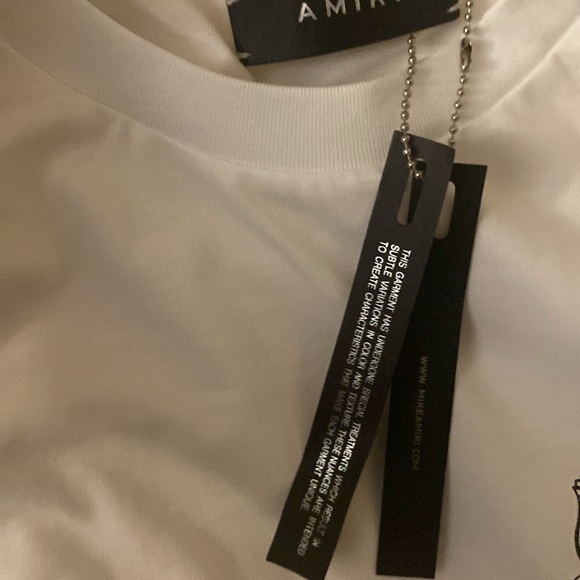 AMIRI
THIS GARMENT HAS UNDERGONE SPECIAL TREATMENTS WHICH RESULT IN
SUBTLE VARIATIONS IN COLOR AND TEXTURE. THESE NUANCES ARE INTENDED
TO CREATE CHARACTERISTICS THAT MAKE EACH GARMENT UNIQUE.
WWW.MIKEAMIRI.COM